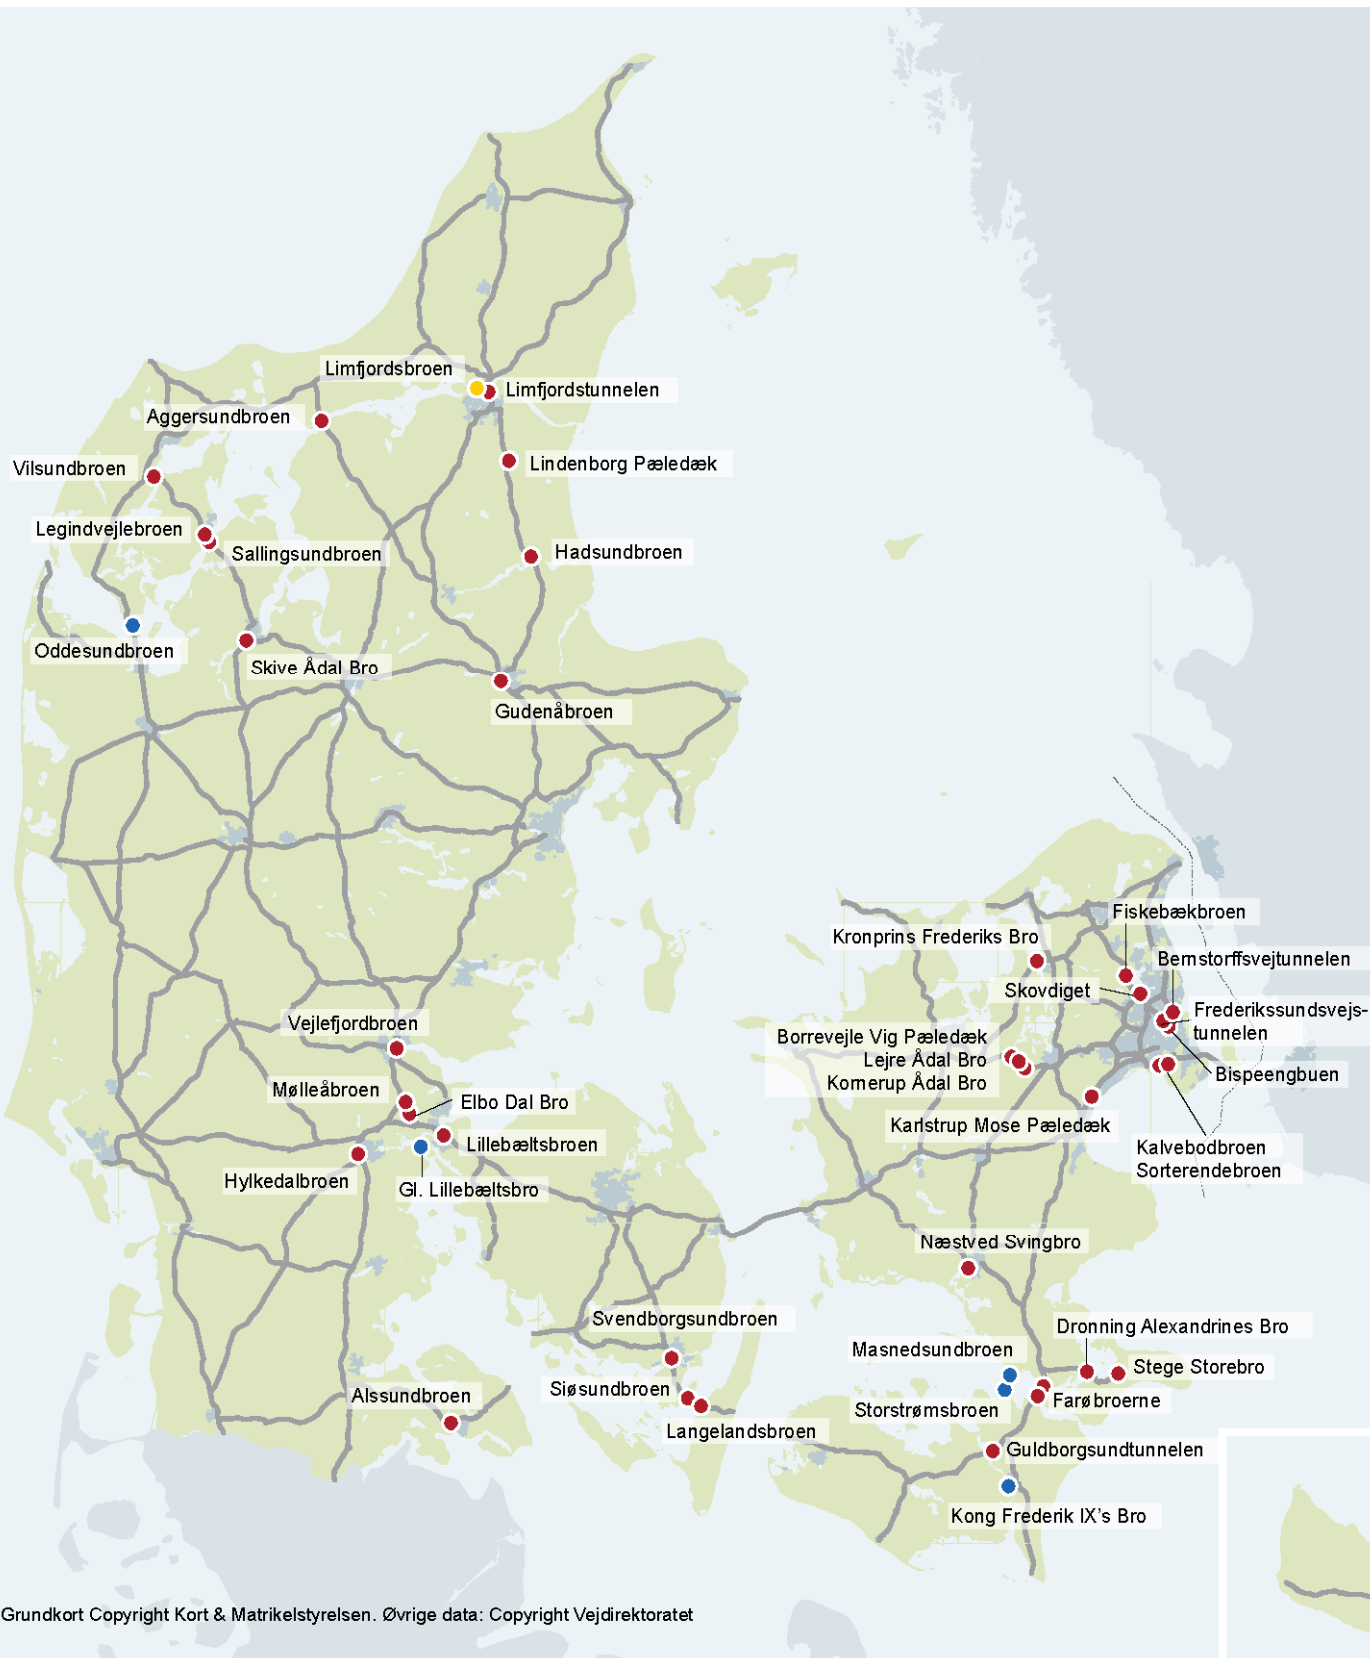 Limfjordsbroen
Limfjordstunnelen
Aggersundbroen
Vilsundbroen
Lindenborg Pæledæk
Legindvejlebroen
Sallingsundbroen
Hadsundbroen
Oddesundbroen
Skive Ådal Bro
Gudenåbroen
Fiskebækbroen
Kronprins Frederiks Bro
Bernstorffsvejtunnelen
Skovdiget
Frederikssundsvejs-
tunnelen
Vejlefjordbroen
Borrevejle Vig Pæledæk
Lejre Ådal Bro
Kornerup Ådal Bro
Bispeengbuen
Mølleåbroen
Elbo Dal Bro
Karlstrup Mose Pæledæk
Lillebæltsbroen
Kalvebodbroen
Sorterendebroen
Hylkedalbroen
Gl. Lillebæltsbro
Næstved Svingbro
Svendborgsundbroen
Dronning Alexandrines Bro
Masnedsundbroen
Stege Storebro
Siøsundbroen
Alssundbroen
Storstrømsbroen
Farøbroerne
Langelandsbroen
Guldborgsundtunnelen
Kong Frederik IX's Bro
Grundkort Copyright Kort & Matrikelstyrelsen. Øvrige data: Copyright Vejdirektoratet